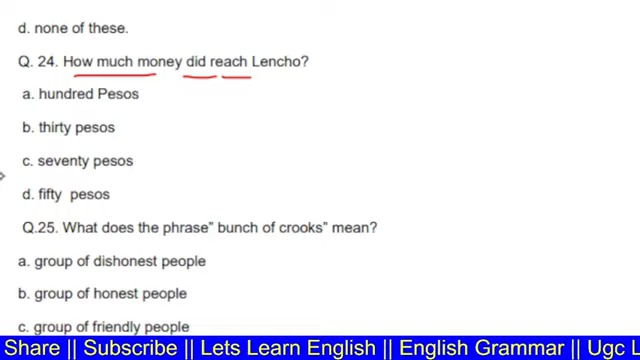 d. none of these.
Q. 24. How much money did reach Lencho?
a. hundred Pesos
b. thirty pesos
c. seventy pesos
d. fifty pesos
Q.25. What does the phrase” bunch of crooks” mean?
a. group of dishonest people
b. group of honest people
c. group of friendly people
Share || Subscribe || Lets Learn English || English Grammar || Ugc L